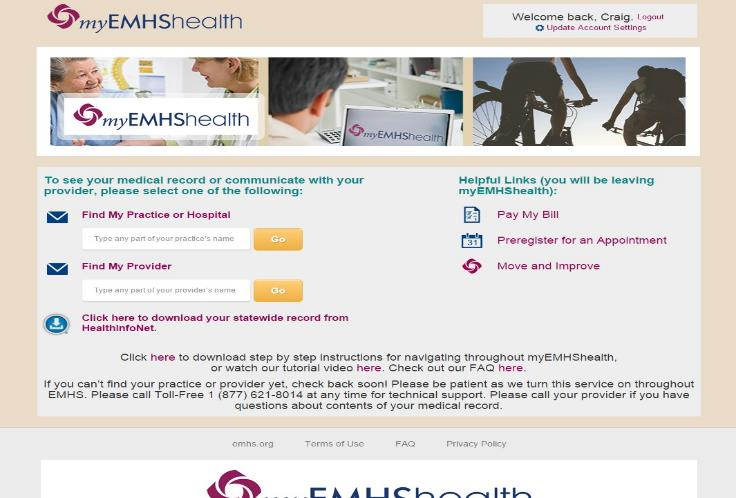 myEMHShealth
Welcome back, Craig. Logout
Update Account Settings
myEMHShealth
myEMHShealth
To see your medical record or communicate with your
provider, please select one of the following:
Find My Practice or Hospital
Type any part of your practice's name
Go
Find My Provider
Type any part of your provider's name
Go
Click here to download your statewide record from
HealthInfoNet.
Helpful Links (you will be leaving
myEMHShealth):
Pay My Bill
31
Preregister for an Appointment
Move and Improve
Click here to download step by step instructions for navigating throughout myEMHShealth,
or watch our tutorial video here. Check out our FAQ here.
If you can't find your practice or provider yet, check back soon! Please be patient as we turn this service on throughout
EMHS. Please call Toll-Free 1 (877) 621-8014 at any time for technical support. Please call your provider if you have
questions about contents of your medical record.
emhs.org Terms of Use FAQ Privacy Policy
myEMHShealth